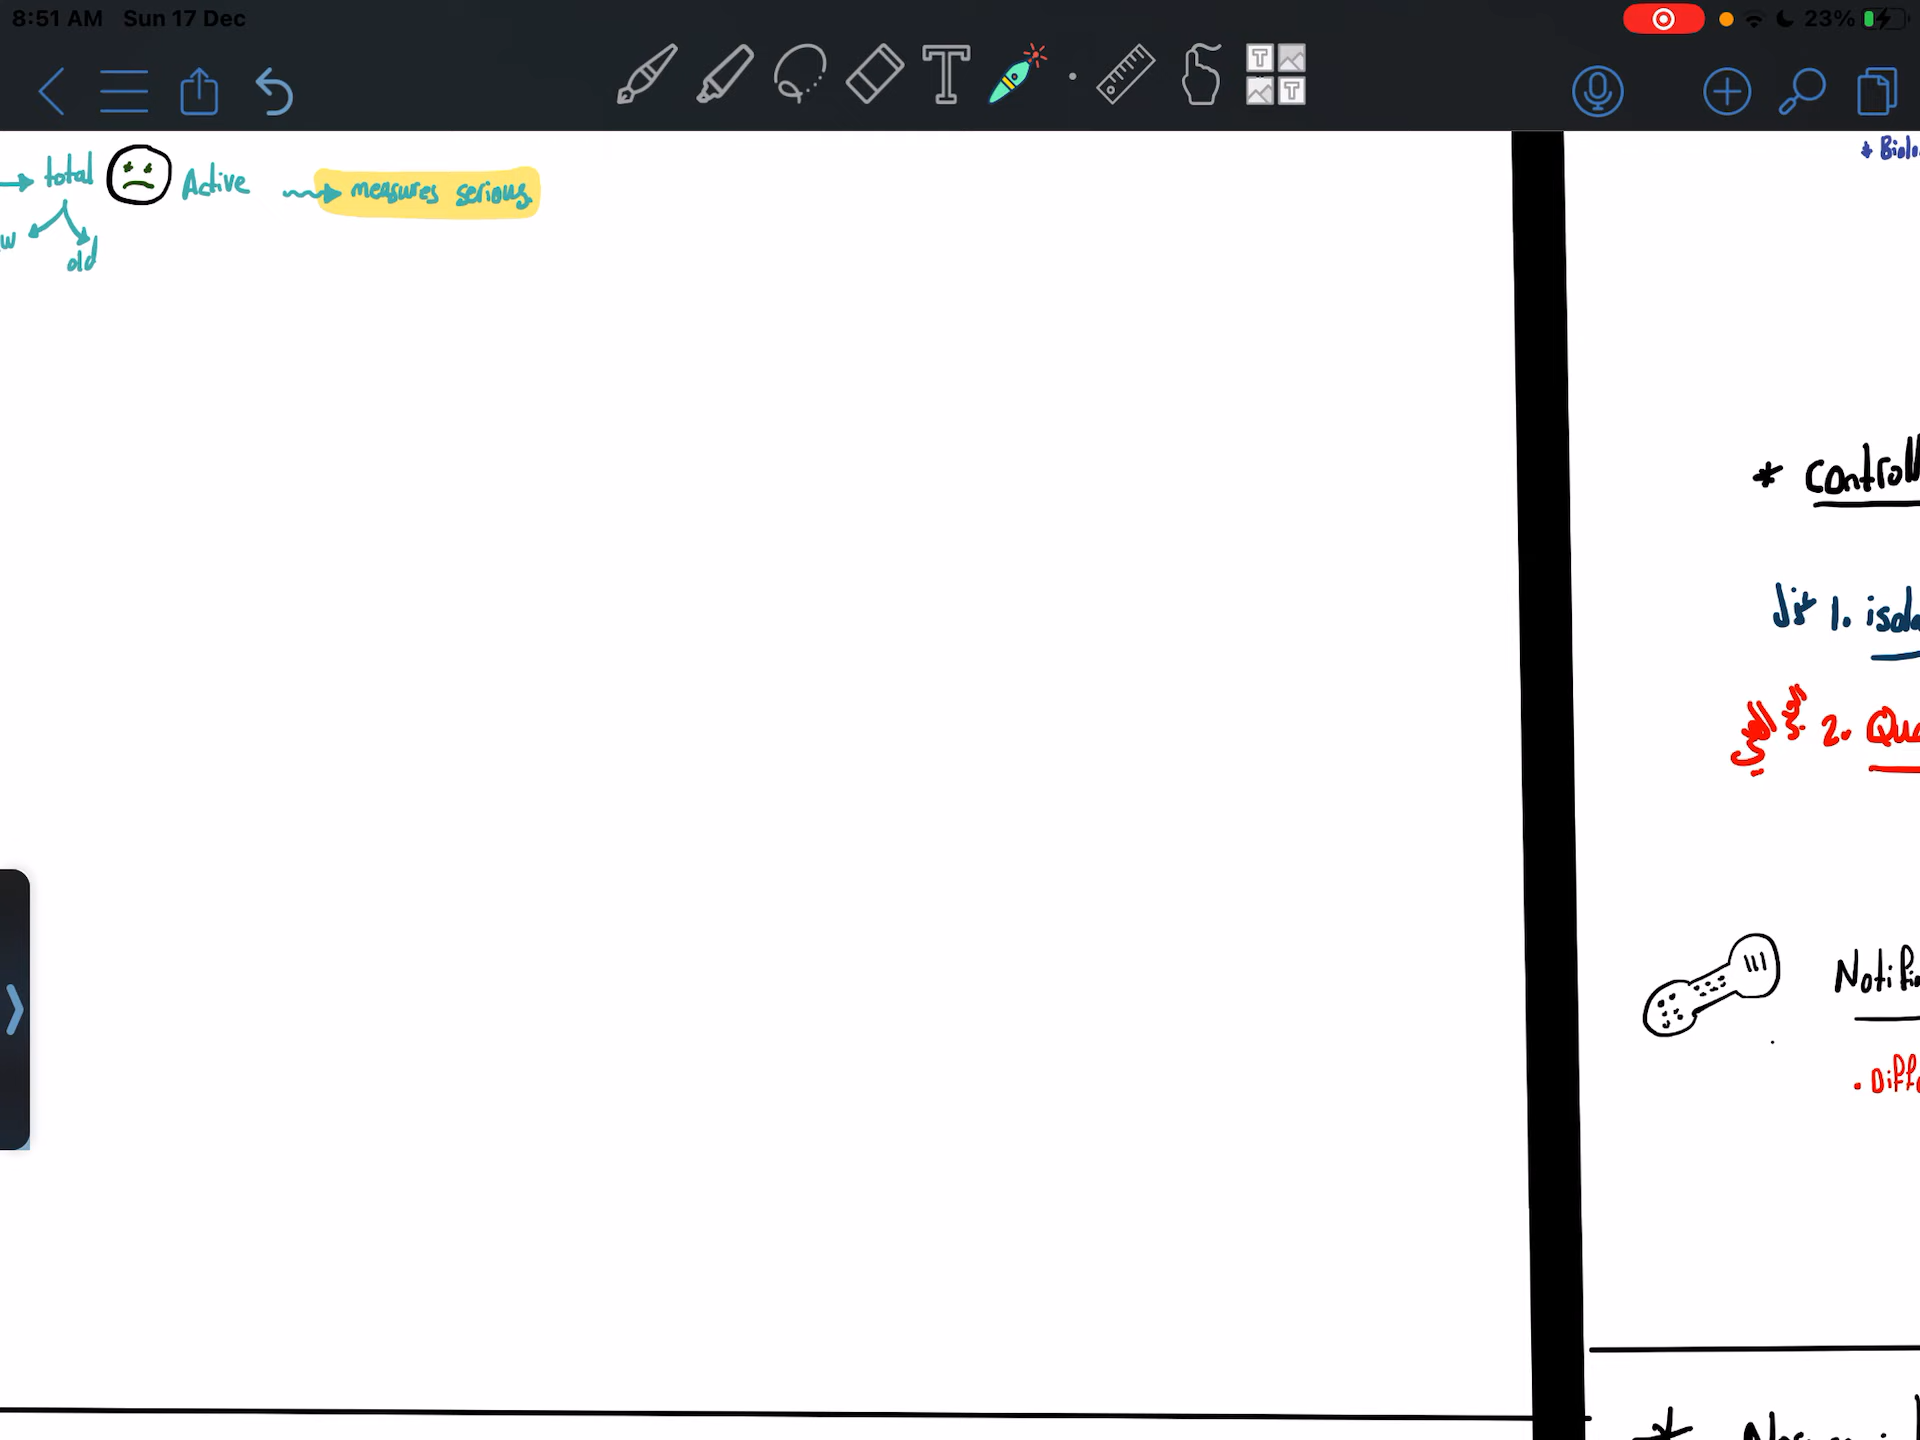 8:51 AM Sun 17 Dec
23%
→ total Active → measures serious
w old
* Biolo
* Controll
عزل 1. isola
2. Qua
Notifi
• Diff